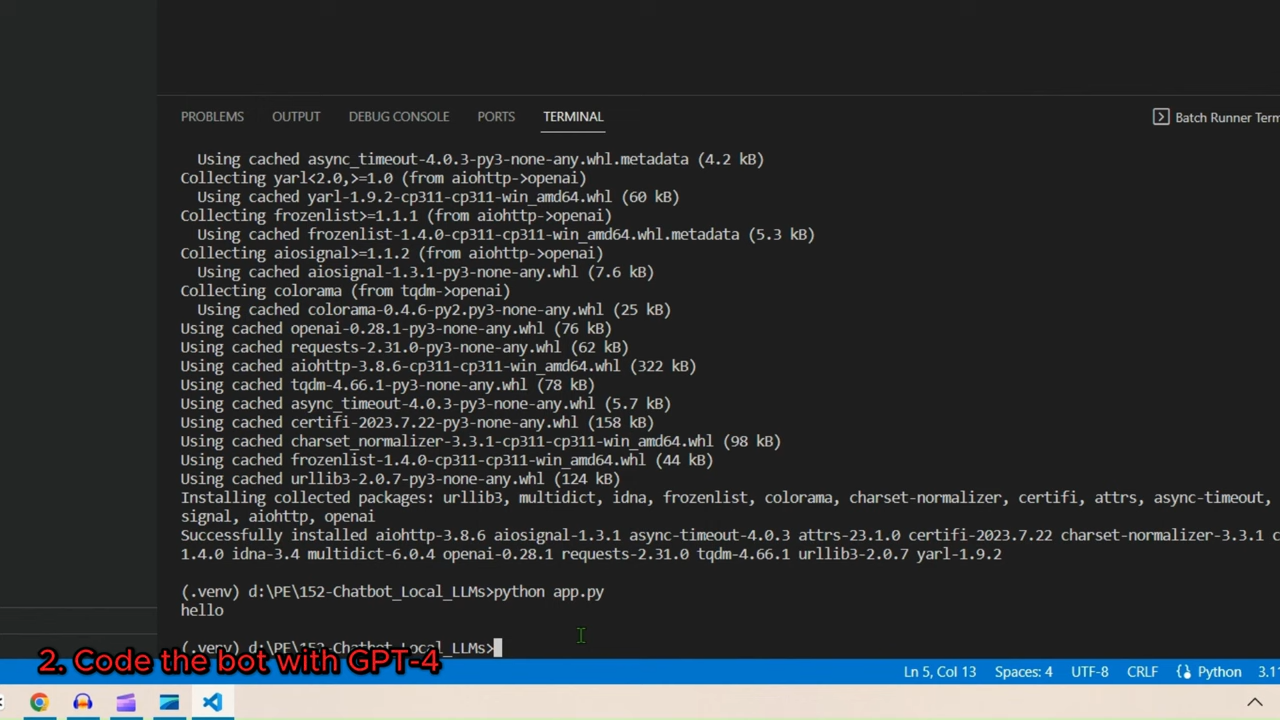 PROBLEMS OUTPUT DEBUG CONSOLE PORTS TERMINAL Batch Runner Term
Using cached async_timeout-4.0.3-py3-none-any.whl.metadata (4.2 kB)
Collecting yarl<2.0,>=1.0 (from aiohttp->openai)
Using cached yarl-1.9.2-cp311-cp311-win_amd64.whl (60 kB)
Collecting frozenlist>=1.1.1 (from aiohttp->openai)
Using cached frozenlist-1.4.0-cp311-cp311-win_amd64.whl.metadata (5.3 kB)
Collecting aiosignal>=1.1.2 (from aiohttp->openai)
Using cached aiosignal-1.3.1-py3-none-any.whl (7.6 kB)
Collecting colorama (from tqdm->openai)
Using cached colorama-0.4.6-py2.py3-none-any.whl (25 kB)
Using cached openai-0.28.1-py3-none-any.whl (76 kB)
Using cached requests-2.31.0-py3-none-any.whl (62 kB)
Using cached aiohttp-3.8.6-cp311-cp311-win_amd64.whl (322 kB)
Using cached tqdm-4.66.1-py3-none-any.whl (78 kB)
Using cached async_timeout-4.0.3-py3-none-any.whl (5.7 kB)
Using cached certifi-2023.7.22-py3-none-any.whl (158 kB)
Using cached charset_normalizer-3.3.1-cp311-cp311-win_amd64.whl (98 kB)
Using cached frozenlist-1.4.0-cp311-cp311-win_amd64.whl (44 kB)
Using cached urllib3-2.0.7-py3-none-any.whl (124 kB)
Installing collected packages: urllib3, multidict, idna, frozenlist, colorama, charset-normalizer, certifi, attrs, async-timeout,
signal, aiohttp, openai
Successfully installed aiohttp-3.8.6 aiosignal-1.3.1 async-timeout-4.0.3 attrs-23.1.0 certifi-2023.7.22 charset-normalizer-3.3.1 c
1.4.0 idna-3.4 multidict-6.0.4 openai-0.28.1 requests-2.31.0 tqdm-4.66.1 urllib3-2.0.7 yarl-1.9.2
(.venv) d:\PE\152-Chatbot_Local_LLMs>python app.py
hello
(.venv) d:\PE\152-Chatbot_Local_LLMs>
2. Code the bot with GPT-4
Ln 5, Col 13 Spaces: 4 UTF-8 CRLF Python 3.11